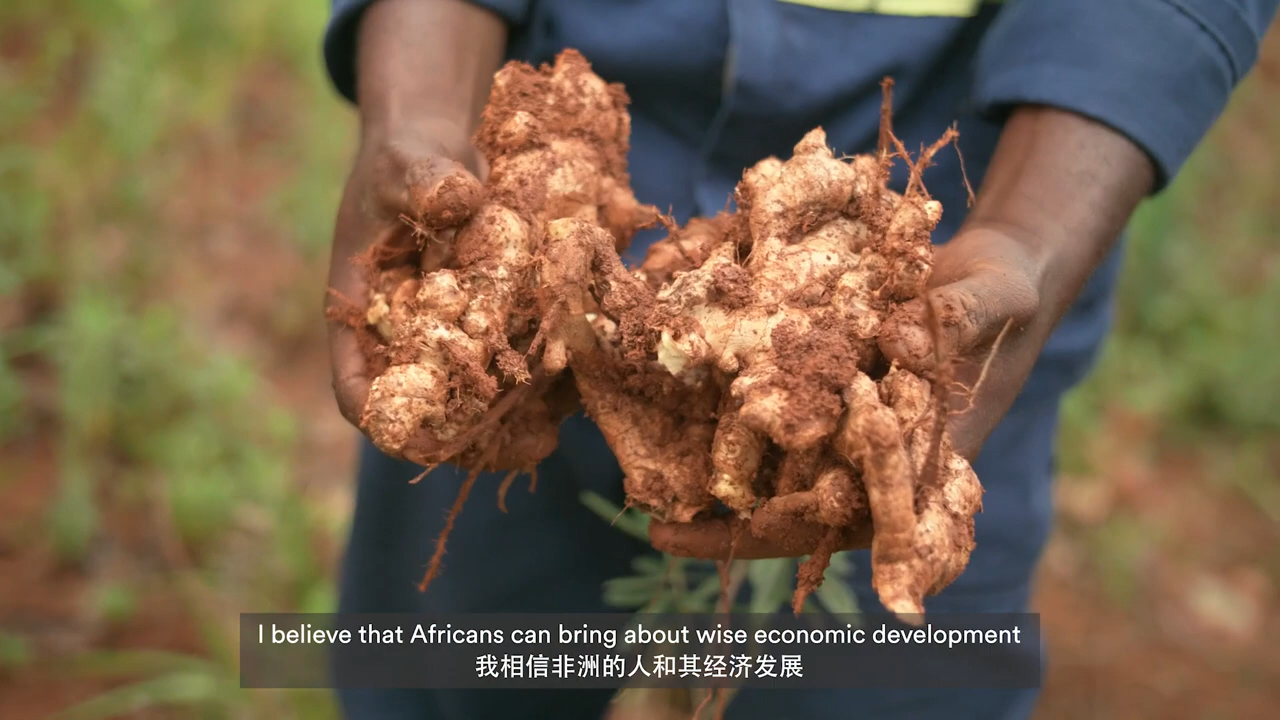 I believe that Africans can bring about wise economic development
我相信非洲的人和其经济发展